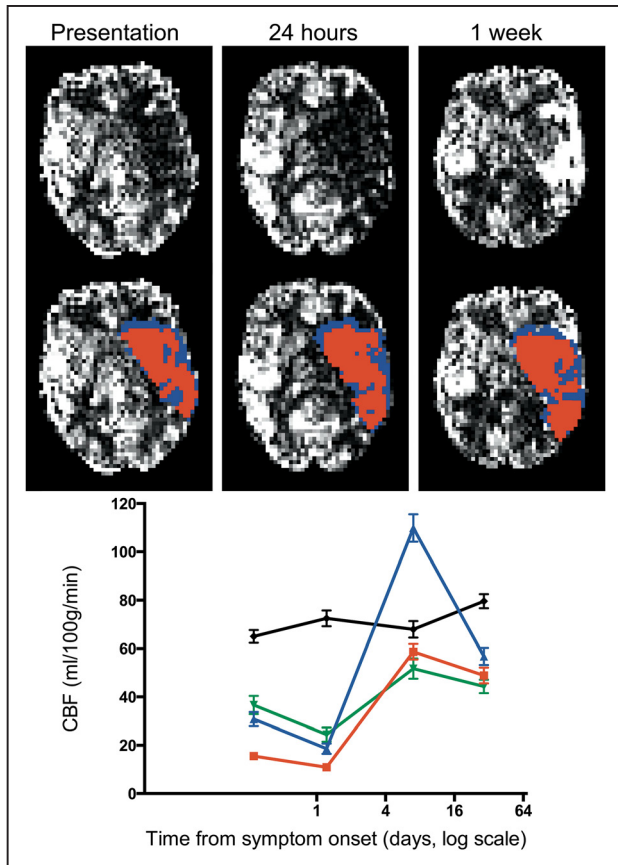 Presentation
24 hours
1 week
120
100
80
60
40
20
0
CBF (ml/100g/min)
1
4
16
64
Time from symptom onset (days, log scale)